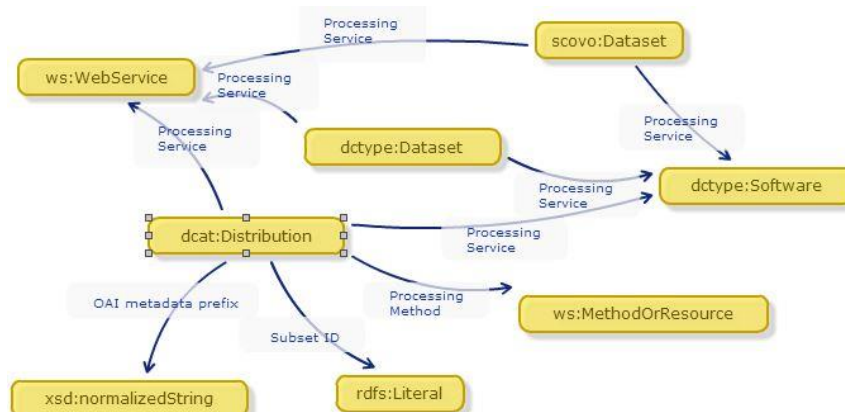 Processing
Service
scovo:Dataset
ws:WebService
Processing
Service
Processing
Service
dctype:Dataset
Processing
Service
dctype:Software
Processing
Service
dcat:Distribution
Processing
Service
OAI metadata prefix
Processing
Method
ws:MethodOrResource
Subset ID
xsd:normalizedString
rdfs:Literal